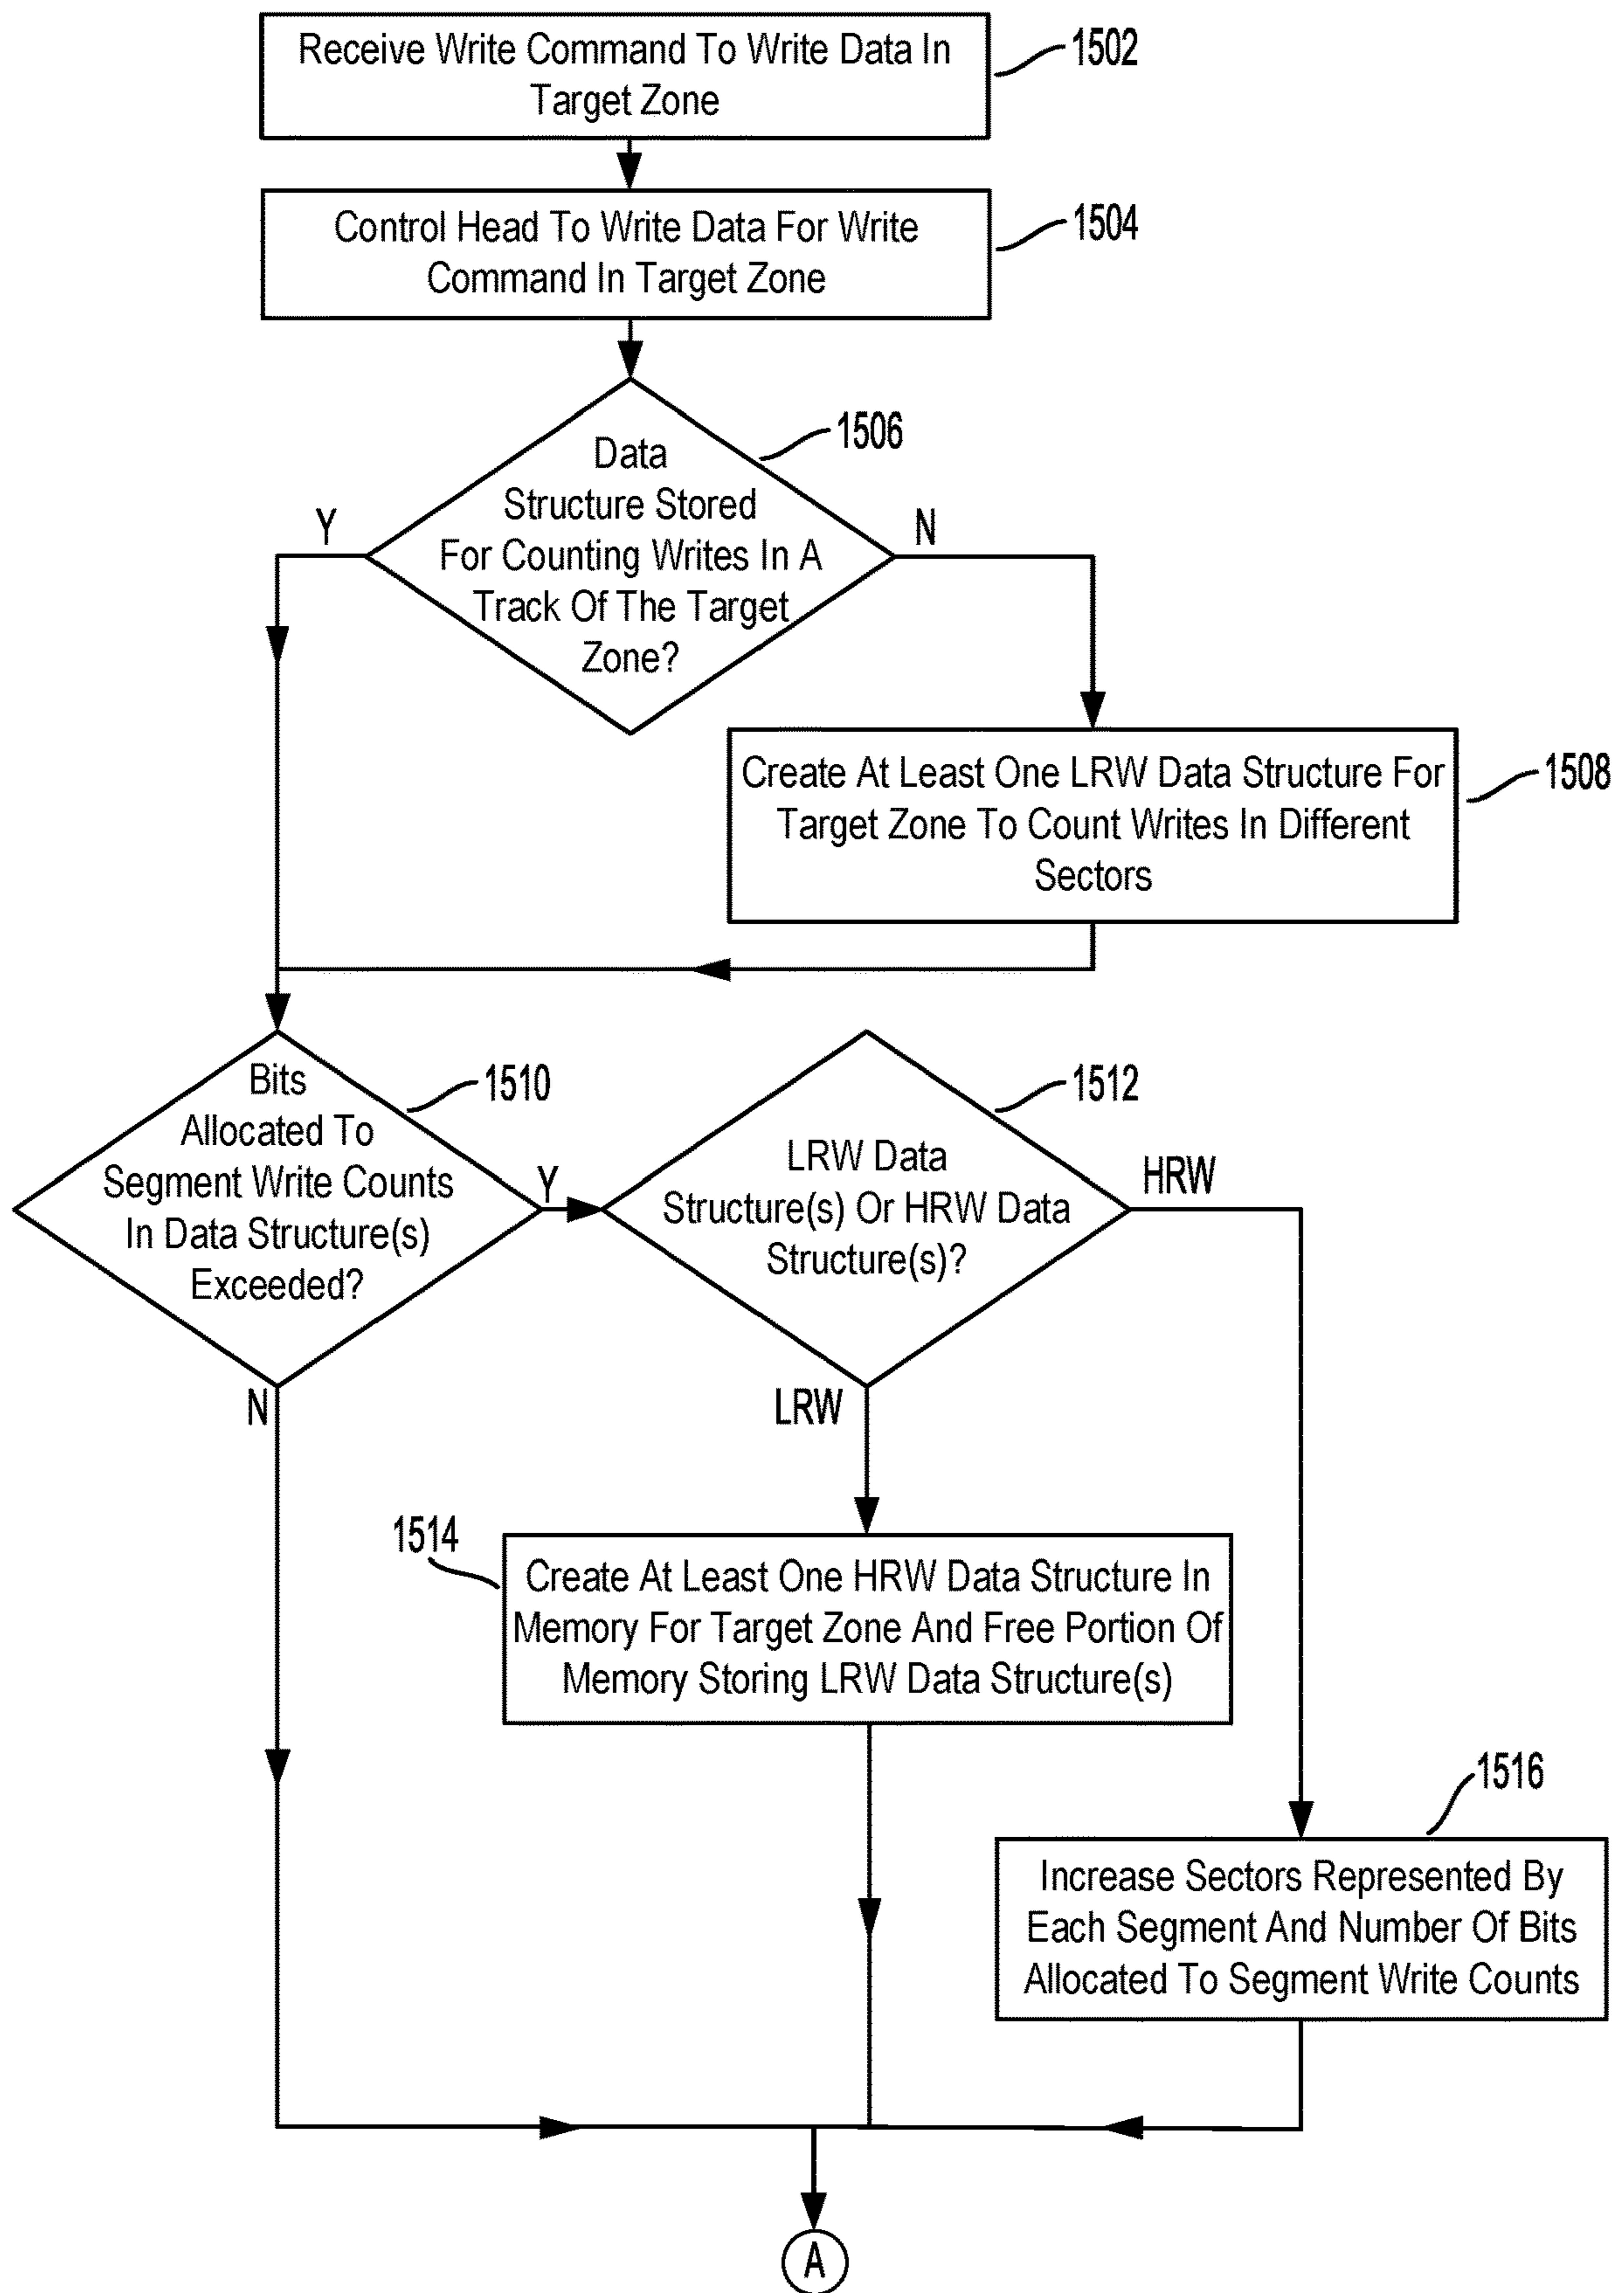 Receive Write Command To Write Data In
Target Zone
1502
Control Head To Write Data For Write
Command In Target Zone
1504
Data
Structure Stored
For Counting Writes In A
Track Of The Target
Zone?
1506
Y
N
Create At Least One LRW Data Structure For
Target Zone To Count Writes In Different
Sectors
1508
Bits
Allocated To
Segment Write Counts
In Data Structure(s)
Exceeded?
1510
Y
N
LRW Data
Structure(s) Or HRW Data
Structure(s)?
1512
HRW
LRW
1514
Create At Least One HRW Data Structure In
Memory For Target Zone And Free Portion Of
Memory Storing LRW Data Structure(s)
1516
Increase Sectors Represented By
Each Segment And Number Of Bits
Allocated To Segment Write Counts
A